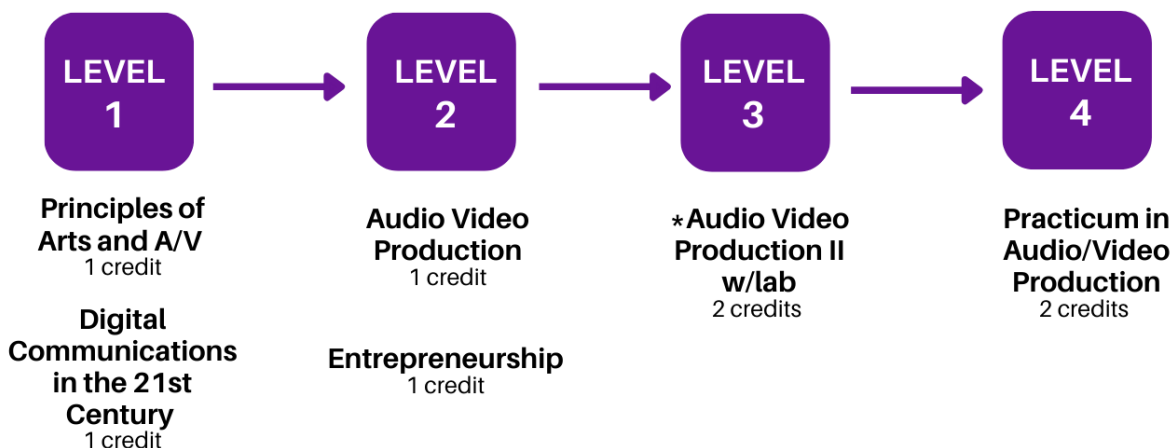 LEVEL
1
LEVEL
2
LEVEL
3
LEVEL
4
Principles of
Arts and A/V
1 credit
Digital
Communications
in the 21st
Century
1 credit
Audio Video
Production
1 credit
Entrepreneurship
1 credit
*Audio Video
Production II
w/lab
2 credits
Practicum in
Audio/Video
Production
2 credits